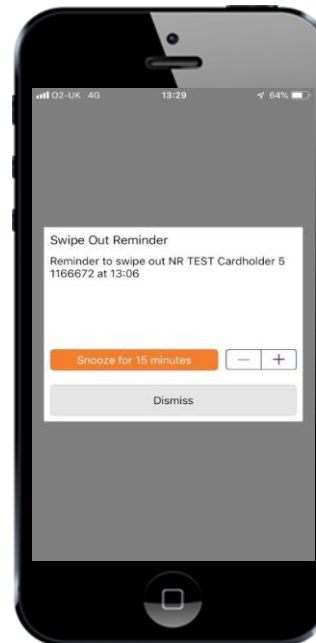 O2-UK 4G 13:29 64%
Swipe Out Reminder
Reminder to swipe out NR TEST Cardholder 5
1166672 at 13:06
Snooze for 15 minutes
− +
Dismiss